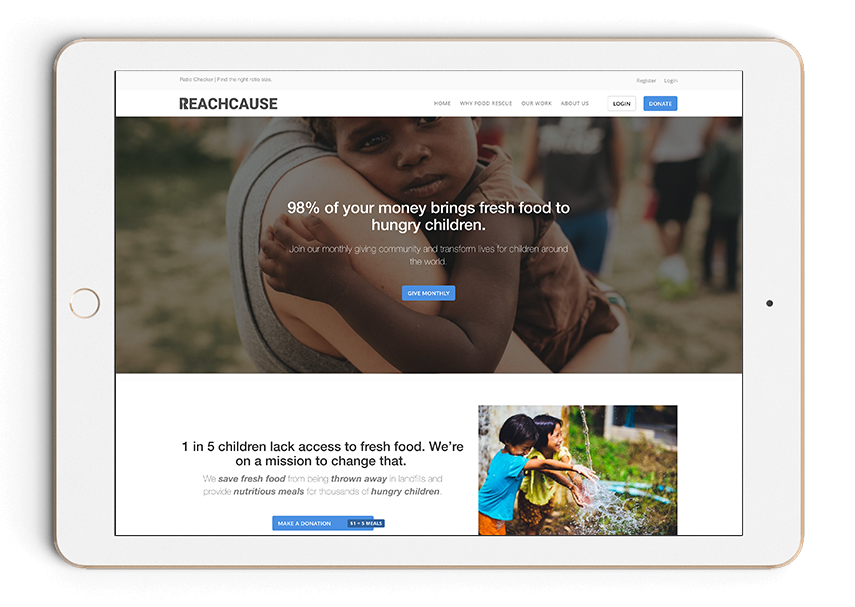 Ratio Checker | Find the right ratio size.
Register Login
REACHCAUSE
HOME WHY FOOD RESCUE OUR WORK ABOUT US LOGIN DONATE
98% of your money brings fresh food to
hungry children.
Join our monthly giving community and transform lives for children around
the world.
GIVE MONTHLY
1 in 5 children lack access to fresh food. We're
on a mission to change that.
We save fresh food from being thrown away in landfills and
provide nutritious meals for thousands of hungry children.
MAKE A DONATION $1 = 5 MEALS